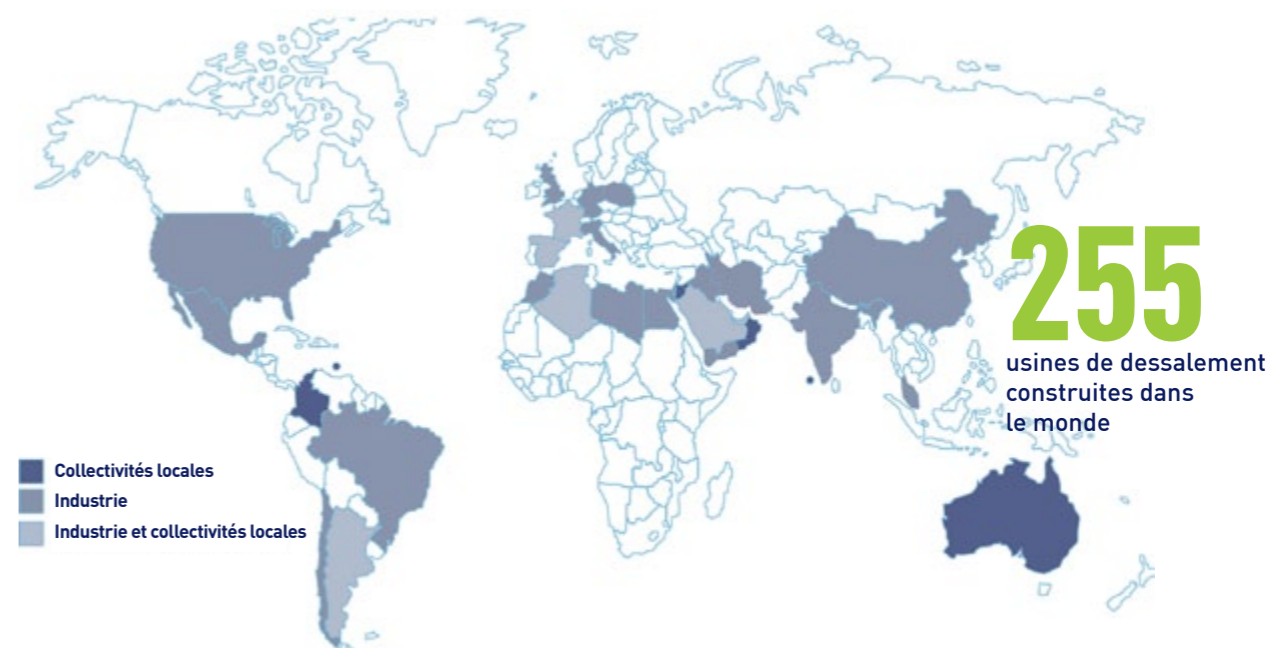 255
usines de dessalement
construites dans
le monde
Collectivités locales
Industrie
Industrie et collectivités locales